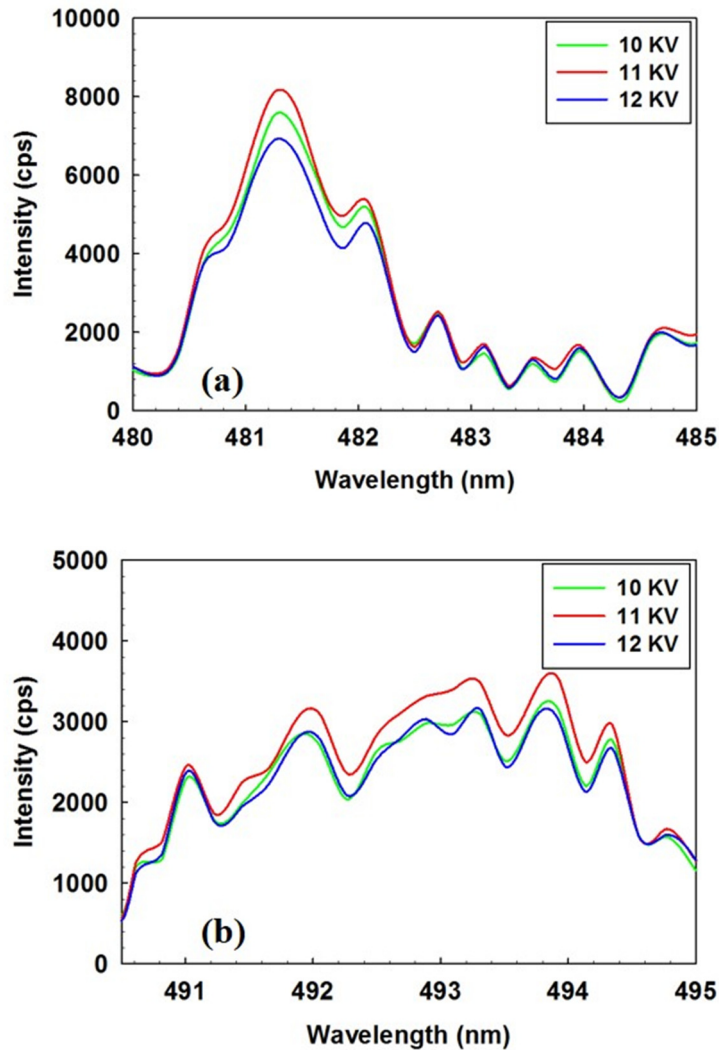 10000
8000
6000
4000
2000
0
Intensity (cps)
10 KV
11 KV
12 KV
(a)
480 481 482 483 484 485
Wavelength (nm)
5000
4000
3000
2000
1000
0
Intensity (cps)
10 KV
11 KV
12 KV
(b)
491 492 493 494 495
Wavelength (nm)